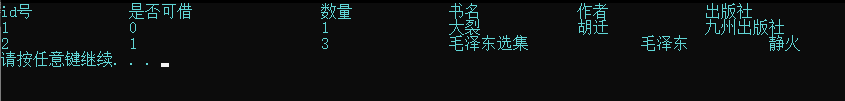 id号 是否可借 数量 书名 作者 出版社
1 0 1 大裂 胡迁 九州出版社
2 1 3 毛泽东选集 毛泽东 静火
请按任意键继续. . .